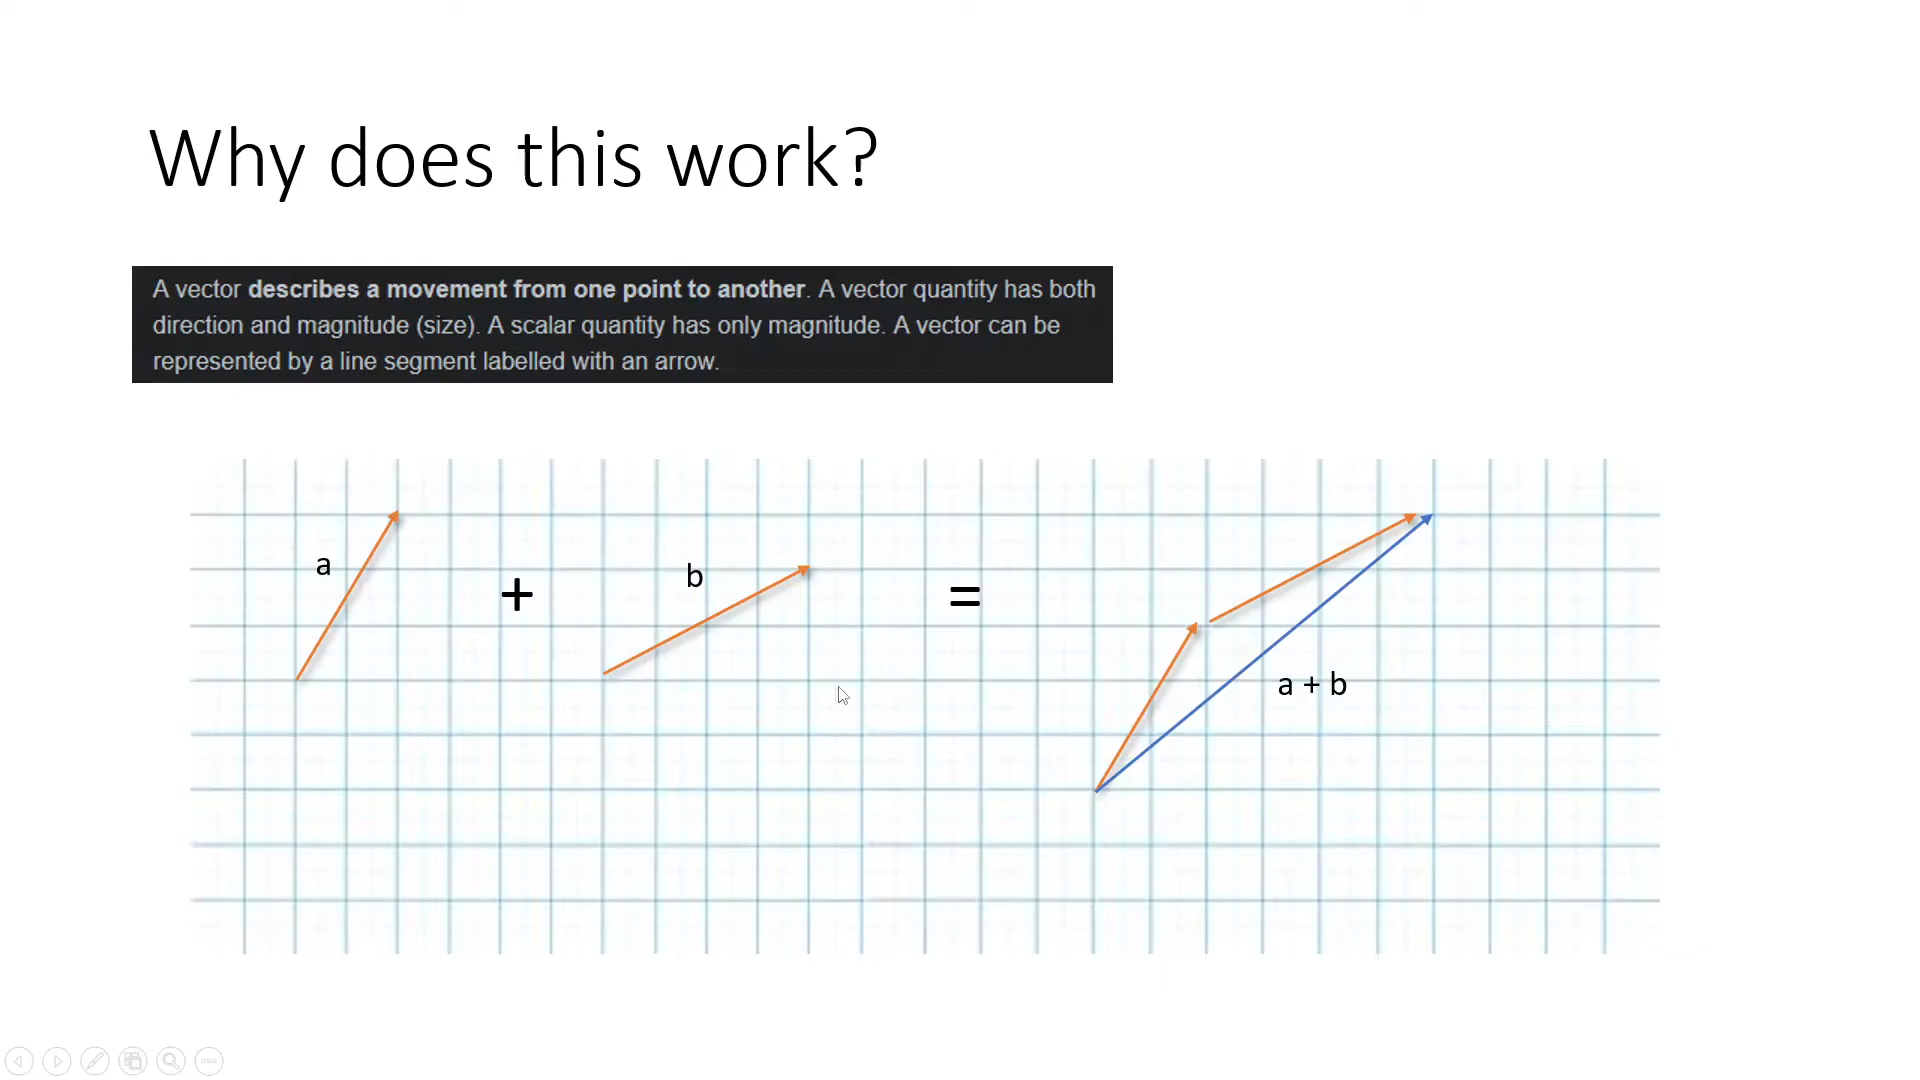 Why does this work?
A vector describes a movement from one point to another. A vector quantity has both
direction and magnitude (size). A scalar quantity has only magnitude. A vector can be
represented by a line segment labelled with an arrow.
a
+
b
=
a + b